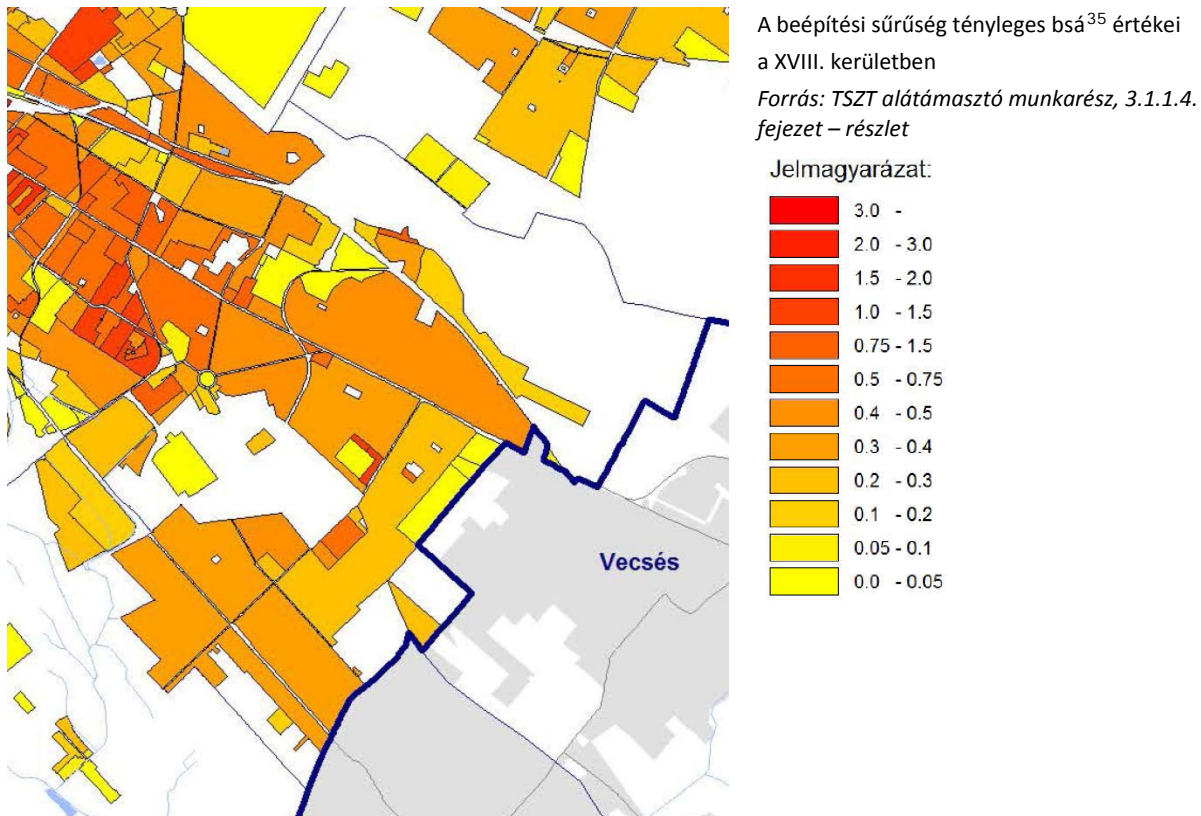 A beépítési sűrűség tényleges bsá³⁵ értékei
a XVIII. kerületben
Forrás: TSZT alátámasztó munkarész, 3.1.1.4.
fejezet – részlet
Jelmagyarázat:
3.0 -
2.0 - 3.0
1.5 - 2.0
1.0 - 1.5
0.75 - 1.5
0.5 - 0.75
0.4 - 0.5
0.3 - 0.4
0.2 - 0.3
0.1 - 0.2
0.05 - 0.1
0.0 - 0.05
Vecsés